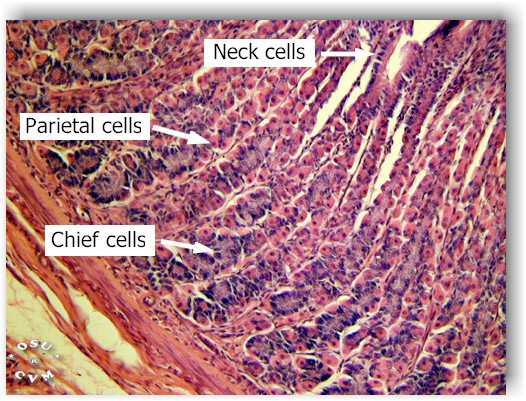 Neck cells
Parietal cells
Chief cells
OSU
CVM